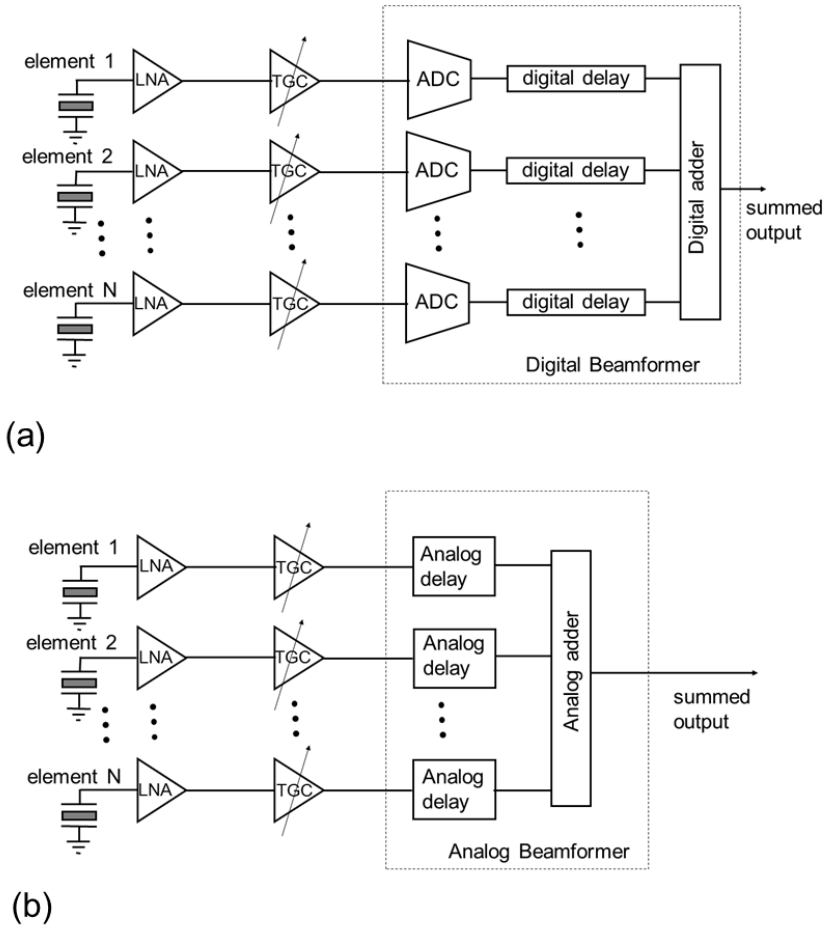 element 1
LNA
TGC
ADC
digital delay
element 2
LNA
TGC
ADC
digital delay
Digital adder
summed
output
element N
LNA
TGC
ADC
digital delay
Digital Beamformer
(a)
element 1
LNA
TGC
Analog
delay
element 2
LNA
TGC
Analog
delay
Analog adder
summed
output
element N
LNA
TGC
Analog
delay
Analog Beamformer
(b)